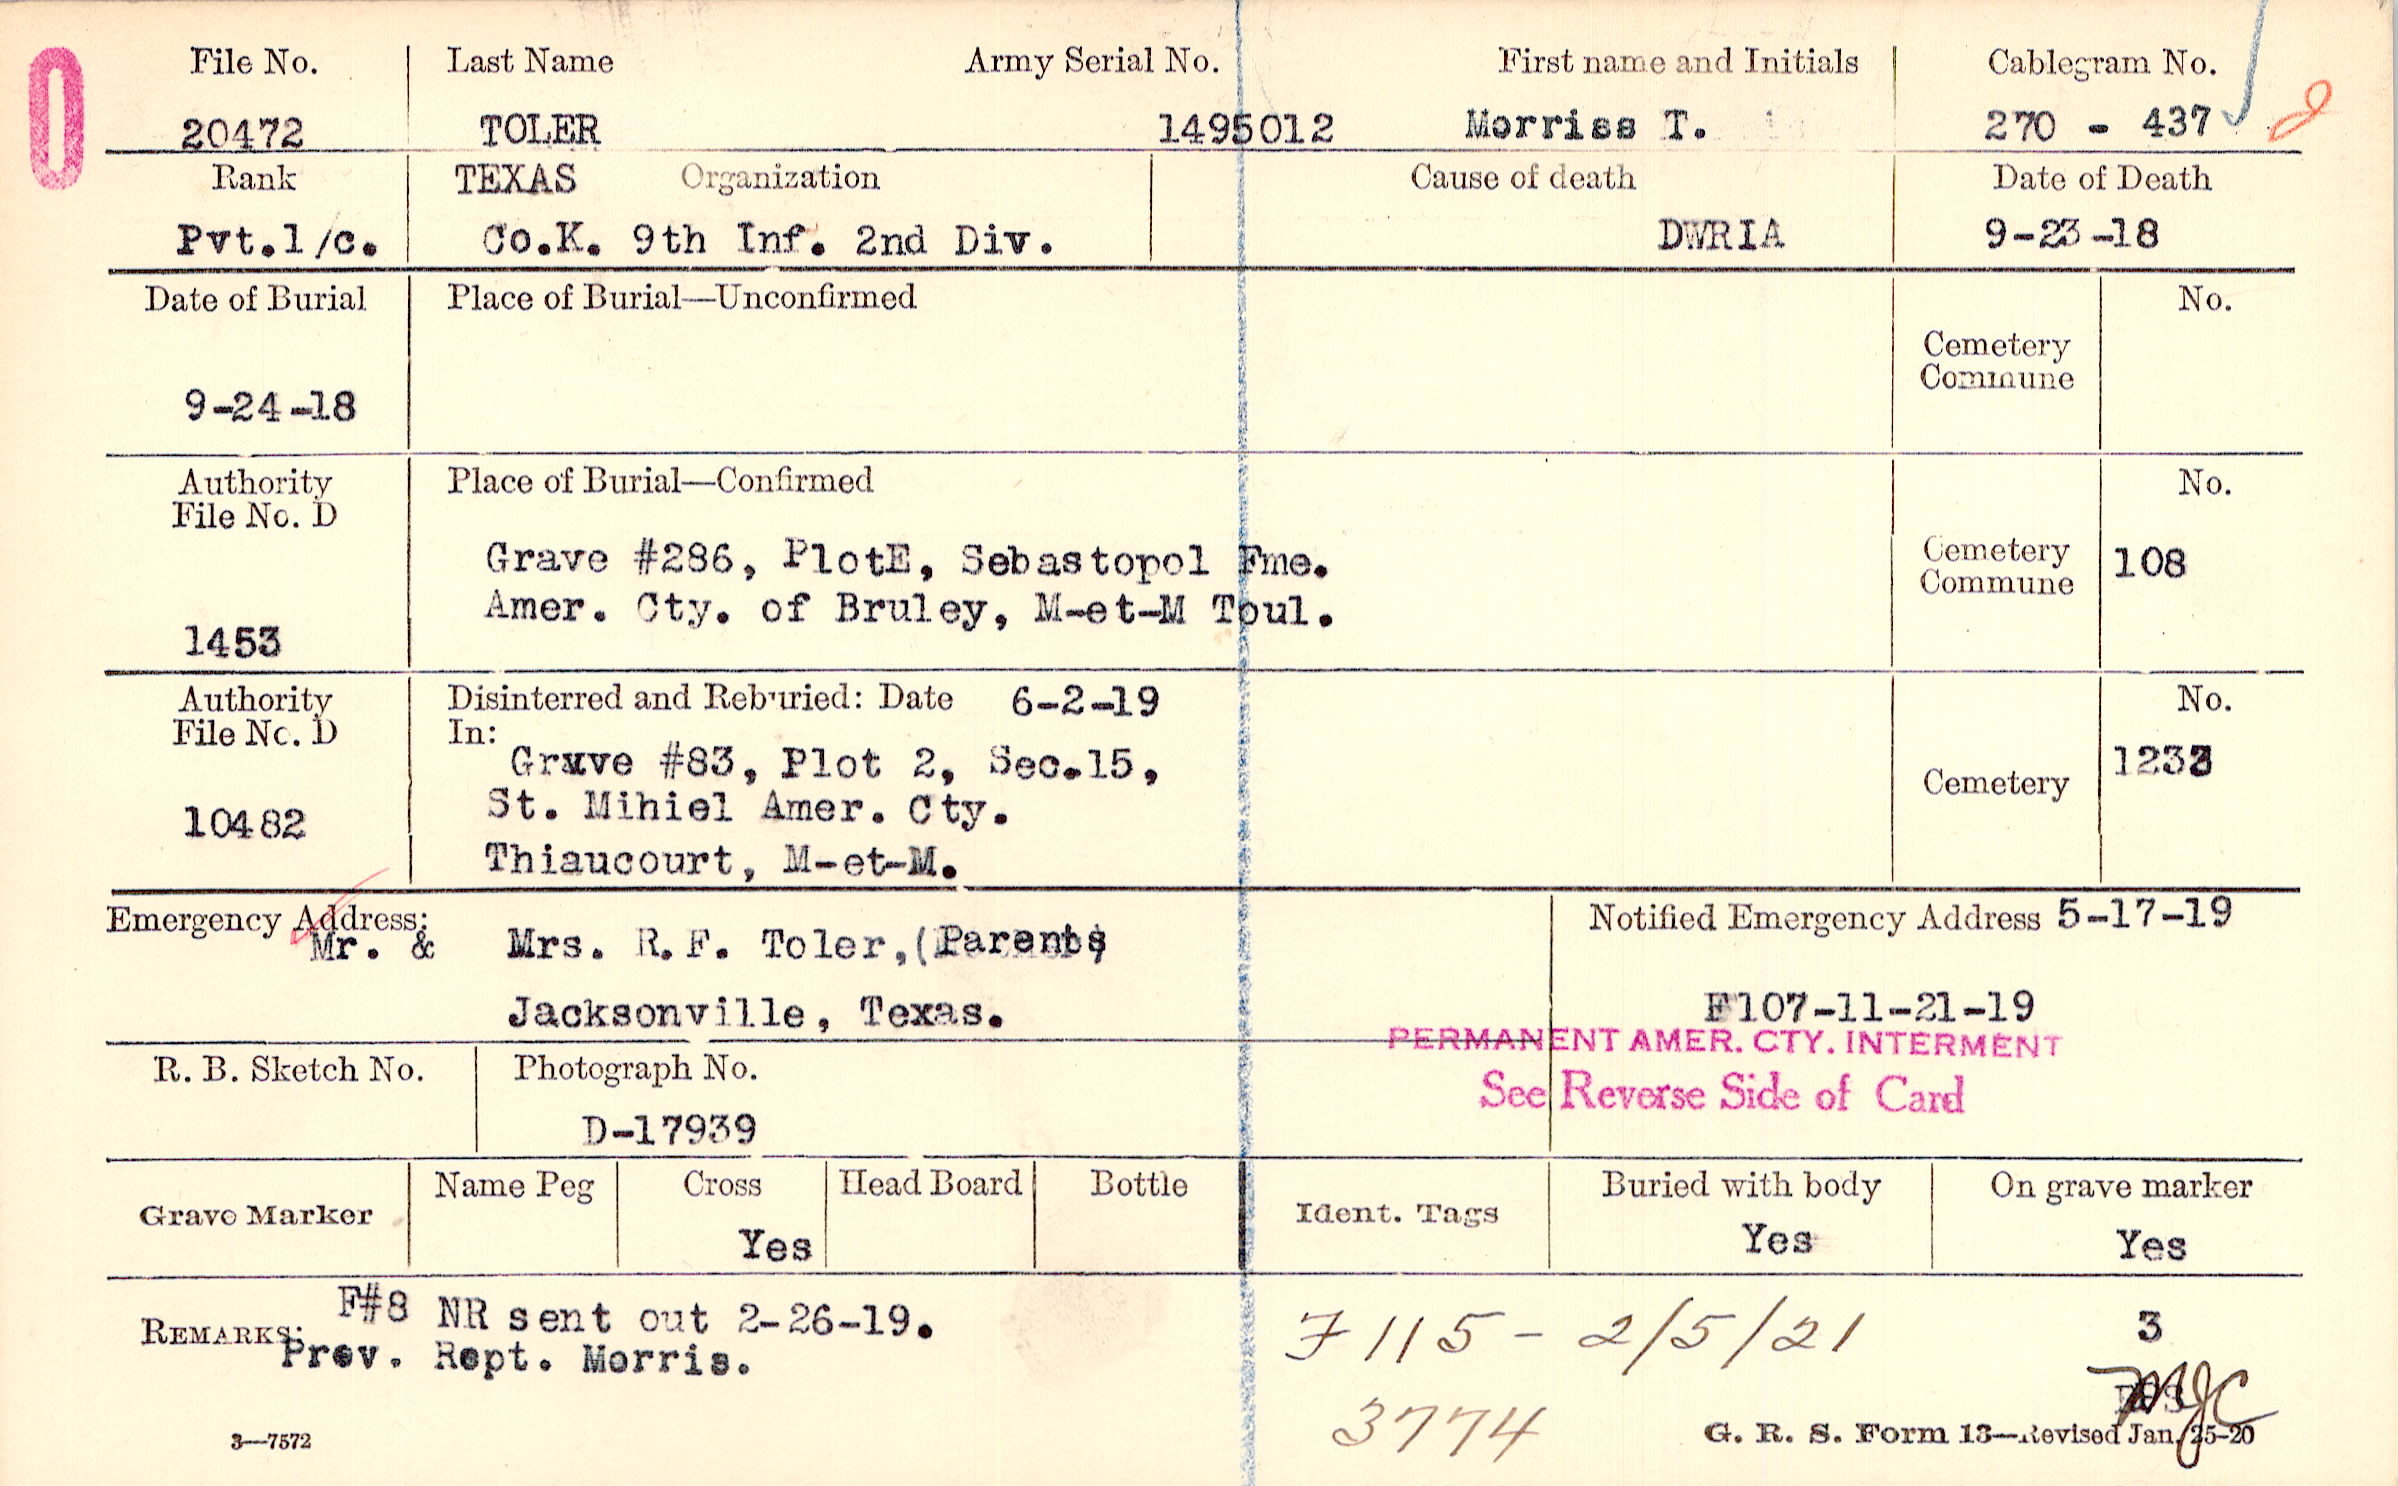 0
File No. Last Name Army Serial No. First name and Initials Cablegram No.
20472 TOLER 1495012 Morriss T. 270 - 437
Rank TEXAS Organization Cause of death Date of Death
Pvt.1/c. Co.K. 9th Inf. 2nd Div. DWRIA 9-23-18
Date of Burial Place of Burial—Unconfirmed No.
Cemetery
Commune
9-24-18
Authority Place of Burial—Confirmed No.
File No. D
Grave #286, PlotE, Sebastopol Fme. Cemetery 108
Commune
Amer. Cty. of Bruley, M-et-M Toul.
1453
Authority Disinterred and Reburied: Date 6-2-19 No.
File No. D In:
Grave #83, Plot 2, Sec.15, 1233
Cemetery
St. Mihiel Amer. Cty.
10482
Thiaucourt, M-et-M.
Emergency Address: Notified Emergency Address 5-17-19
Mr. & Mrs. R.F. Toler,(Parents)
Jacksonville, Texas. F107-11-21-19
PERMANENT AMER. CTY. INTERMENT
R. B. Sketch No. Photograph No. See Reverse Side of Card
D-17939
Grave Marker Name Peg Cross Head Board Bottle Ident. Tags Buried with body On grave marker
Yes Yes Yes
F#8 NR sent out 2-26-19. F 115 - 2/5/21 3
REMARKS:
Prev. Rept. Morris.
3774 MJC
3—7572 G. R. S. Form 13—Revised Jan. 25-20